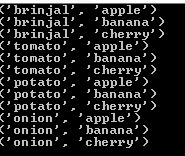 ('brinjal', 'apple')
('brinjal', 'banana')
('brinjal', 'cherry')
('tomato', 'apple')
('tomato', 'banana')
('tomato', 'cherry')
('potato', 'apple')
('potato', 'banana')
('potato', 'cherry')
('onion', 'apple')
('onion', 'banana')
('onion', 'cherry')